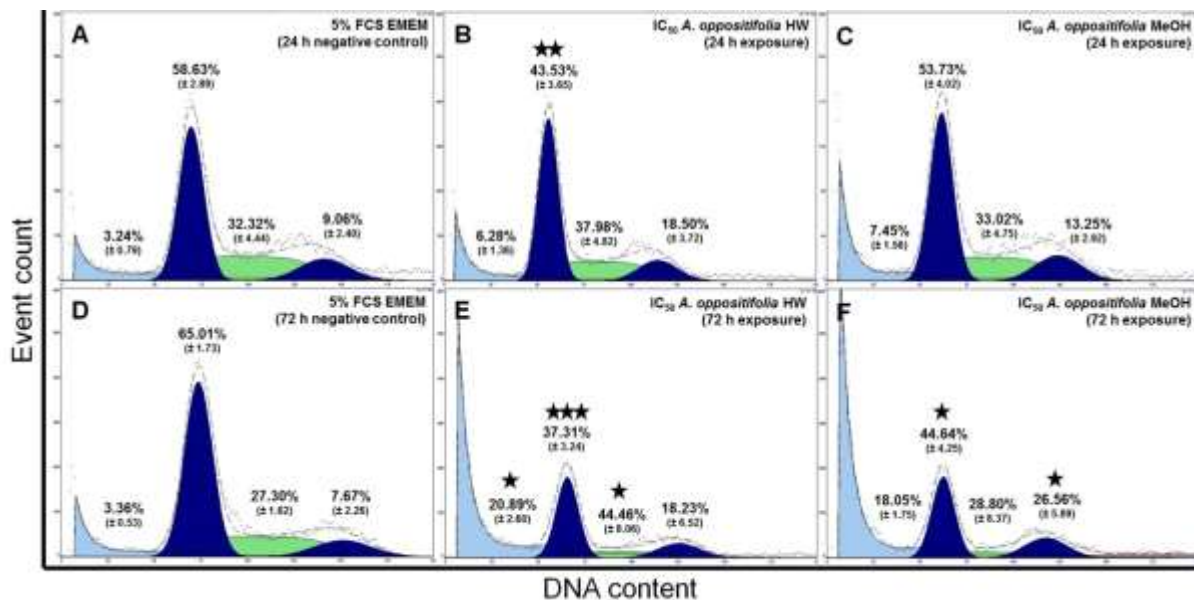 A
5% FCS EMEM
(24 h negative control)
58.63%
(± 2.89)
3.24%
(± 0.79)
32.32%
(± 4.44)
9.06%
(± 2.40)
B
IC50 A. oppositifolia HW
(24 h exposure)
★★
43.53%
(± 3.65)
6.28%
(± 1.36)
37.98%
(± 4.82)
18.50%
(± 3.72)
C
IC50 A. oppositifolia MeOH
(24 h exposure)
53.73%
(± 4.02)
7.45%
(± 1.56)
33.02%
(± 4.75)
13.25%
(± 2.92)
D
5% FCS EMEM
(72 h negative control)
65.01%
(± 1.73)
3.36%
(± 0.53)
27.30%
(± 1.62)
7.67%
(± 2.26)
E
IC50 A. oppositifolia HW
(72 h exposure)
★★★
37.31%
(± 3.24)
★
20.89%
(± 2.60)
★
44.46%
(± 8.06)
18.23%
(± 6.52)
F
IC50 A. oppositifolia MeOH
(72 h exposure)
★
44.64%
(± 4.25)
18.05%
(± 1.75)
28.80%
(± 6.37)
★
26.56%
(± 5.89)
Event count
DNA content